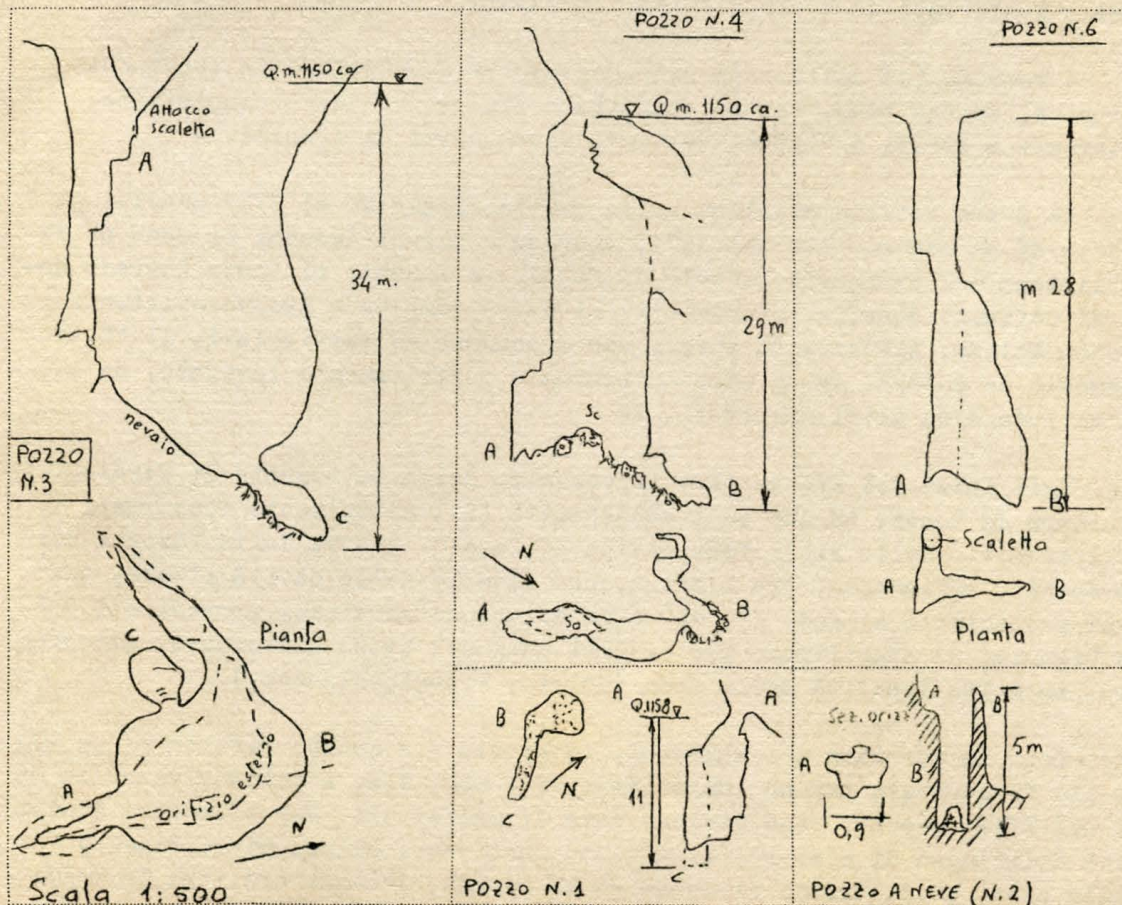 Q.m.1150 ca
Attacco
scaletta
A
34 m.
nevaio
POZZO
N.3
C
Pianta
C
B
A
orifizio esterno
N
Scala 1:500
POZZO N.4
Q m. 1150 ca.
29 m
Sc
A
B
N
A
B
POZZO N.6
m 28
A
B
Scaletta
A
B
Pianta
A
Q.1158
A
B
N
11
C
C
POZZO N.1
A
B
Sez. orizz
5m
A
B
0,9
POZZO A NEVE (N.2)